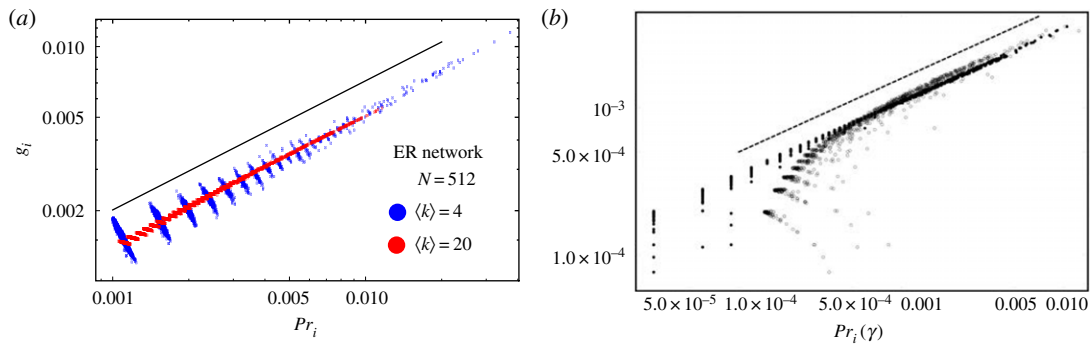 (a)
0.010
0.005
0.002
g_i
ER network
N = 512
⟨k⟩ = 4
⟨k⟩ = 20
0.001
0.005
0.010
Pr_i
(b)
10⁻³
5.0 × 10⁻⁴
1.0 × 10⁻⁴
5.0 × 10⁻⁵ 1.0 × 10⁻⁴ 5.0 × 10⁻⁴ 0.001 0.005 0.010
Pr_i(γ)